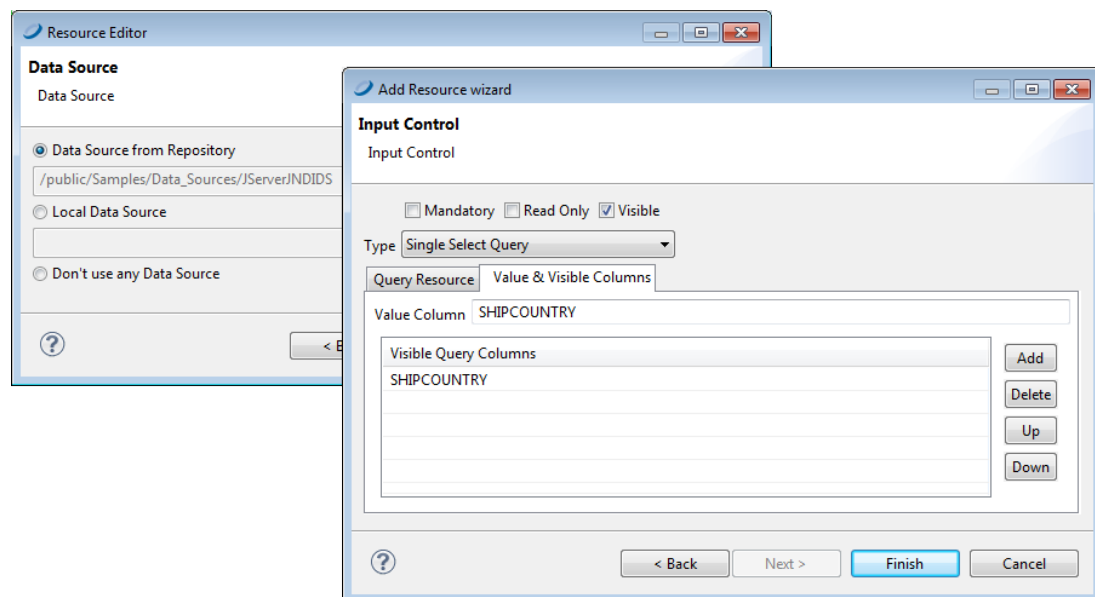 Resource Editor
Data Source
Data Source
Data Source from Repository
/public/Samples/Data_Sources/JServerJNDIDS
Local Data Source
Don't use any Data Source
<
Add Resource wizard
Input Control
Input Control
Mandatory Read Only Visible
Type Single Select Query
Query Resource Value & Visible Columns
Value Column SHIPCOUNTRY
Visible Query Columns
SHIPCOUNTRY
Add
Delete
Up
Down
< Back Next > Finish Cancel